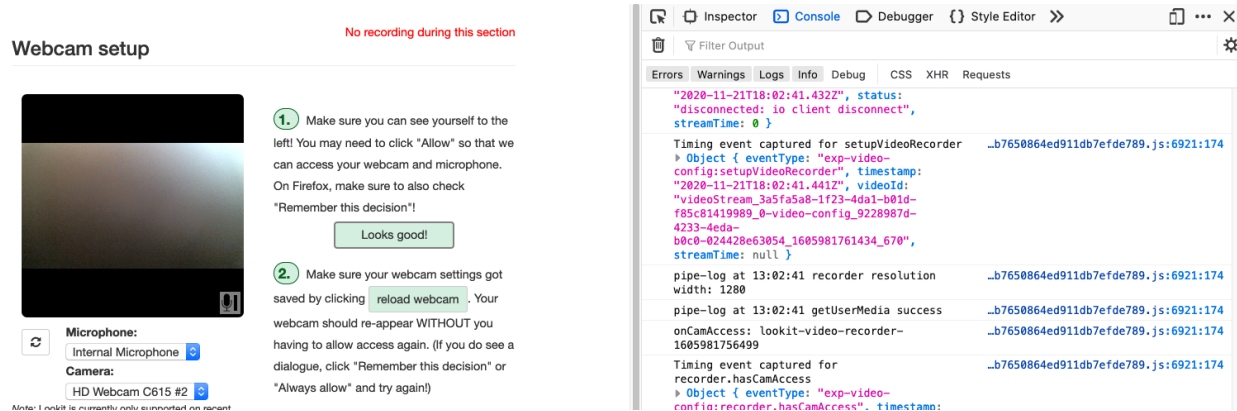 No recording during this section
Webcam setup
1. Make sure you can see yourself to the
left! You may need to click "Allow" so that we
can access your webcam and microphone.
On Firefox, make sure to also check
"Remember this decision"!
Looks good!
2. Make sure your webcam settings got
saved by clicking reload webcam. Your
webcam should re-appear WITHOUT you
having to allow access again. (If you do see a
dialogue, click "Remember this decision" or
"Always allow" and try again!)
Microphone:
Internal Microphone
Camera:
HD Webcam C615 #2
Note: Lookit is currently only supported on recent
Inspector Console Debugger {} Style Editor
Filter Output
Errors Warnings Logs Info Debug CSS XHR Requests
"2020-11-21T18:02:41.432Z", status:
"disconnected: io client disconnect",
streamTime: 0 }
Timing event captured for setupVideoRecorder …b7650864ed911db7efde789.js:6921:174
Object { eventType: "exp-video-
config:setupVideoRecorder", timestamp:
"2020-11-21T18:02:41.441Z", videoId:
"videoStream_3a5fa5a8-1f23-4da1-b01d-
f85c81419989_0-video-config_9228987d-
4233-4eda-
b0c0-024428e63054_1605981761434_670",
streamTime: null }
pipe-log at 13:02:41 recorder resolution …b7650864ed911db7efde789.js:6921:174
width: 1280
pipe-log at 13:02:41 getUserMedia success …b7650864ed911db7efde789.js:6921:174
onCamAccess: lookit-video-recorder- …b7650864ed911db7efde789.js:6921:174
1605981756499
Timing event captured for …b7650864ed911db7efde789.js:6921:174
recorder.hasCamAccess
Object { eventType: "exp-video-
config:recorder.hasCamAccess", timestamp: